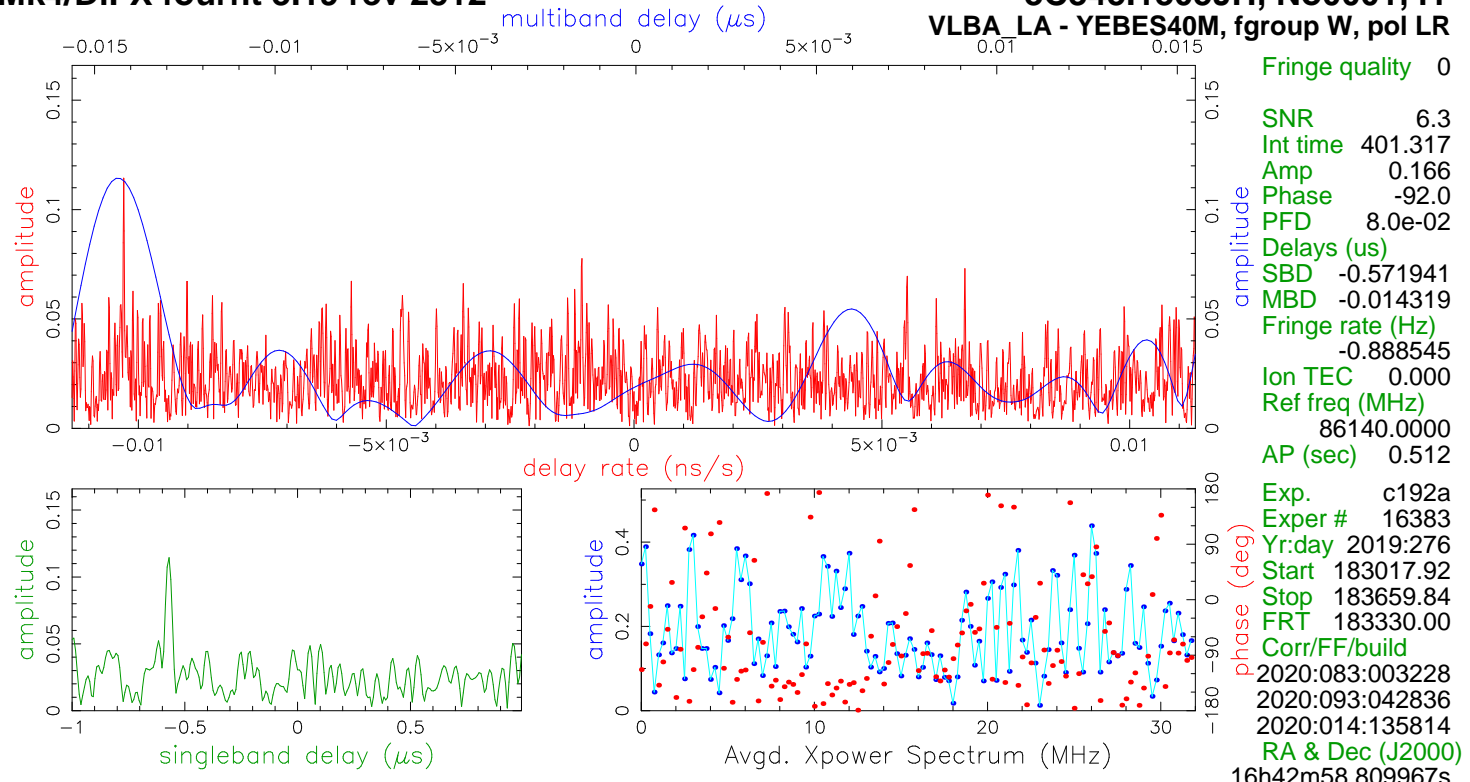 multiband delay (μs)
VLBA_LA - YEBES40M, fgroup W, pol LR
−0.015 −0.01 −5×10⁻³ 0 5×10⁻³ 0.01 0.015
amplitude
0 0.05 0.1 0.15
amplitude
0 0.05 0.1 0.15
−0.01 −5×10⁻³ 0 5×10⁻³ 0.01
delay rate (ns/s)
Fringe quality 0
SNR 6.3
Int time 401.317
Amp 0.166
Phase -92.0
PFD 8.0e-02
Delays (us)
SBD -0.571941
MBD -0.014319
Fringe rate (Hz)
-0.888545
Ion TEC 0.000
Ref freq (MHz)
86140.0000
AP (sec) 0.512
Exp. c192a
Exper # 16383
Yr:day 2019:276
Start 183017.92
Stop 183659.84
FRT 183330.00
Corr/FF/build
2020:083:003228
2020:093:042836
2020:014:135814
RA & Dec (J2000)
16h42m58.809967s
amplitude
0 0.05 0.1 0.15
−1 −0.5 0 0.5
singleband delay (μs)
amplitude
0 0.2 0.4
0 10 20 30
Avgd. Xpower Spectrum (MHz)
phase (deg)
−180 −90 0 90 180